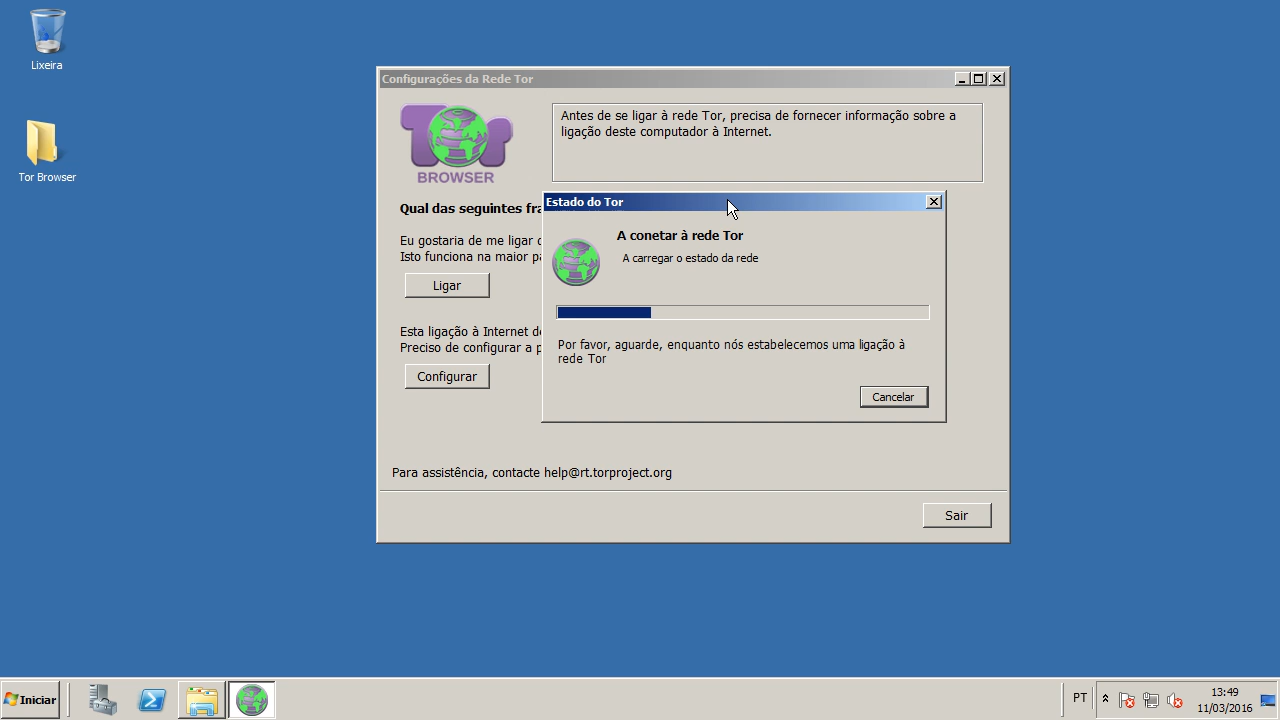 Lixeira
Tor Browser
Configurações da Rede Tor
Tor
BROWSER
Antes de se ligar à rede Tor, precisa de fornecer informação sobre a
ligação deste computador à Internet.
Qual das seguintes fra
Eu gostaria de me ligar
Isto funciona na maior pa
Ligar
Esta ligação à Internet de
Preciso de configurar a p
Configurar
Estado do Tor
A conetar à rede Tor
A carregar o estado da rede
Por favor, aguarde, enquanto nós estabelecemos uma ligação à
rede Tor
Cancelar
Para assistência, contacte help@rt.torproject.org
Sair
Iniciar
PT
13:49
11/03/2016